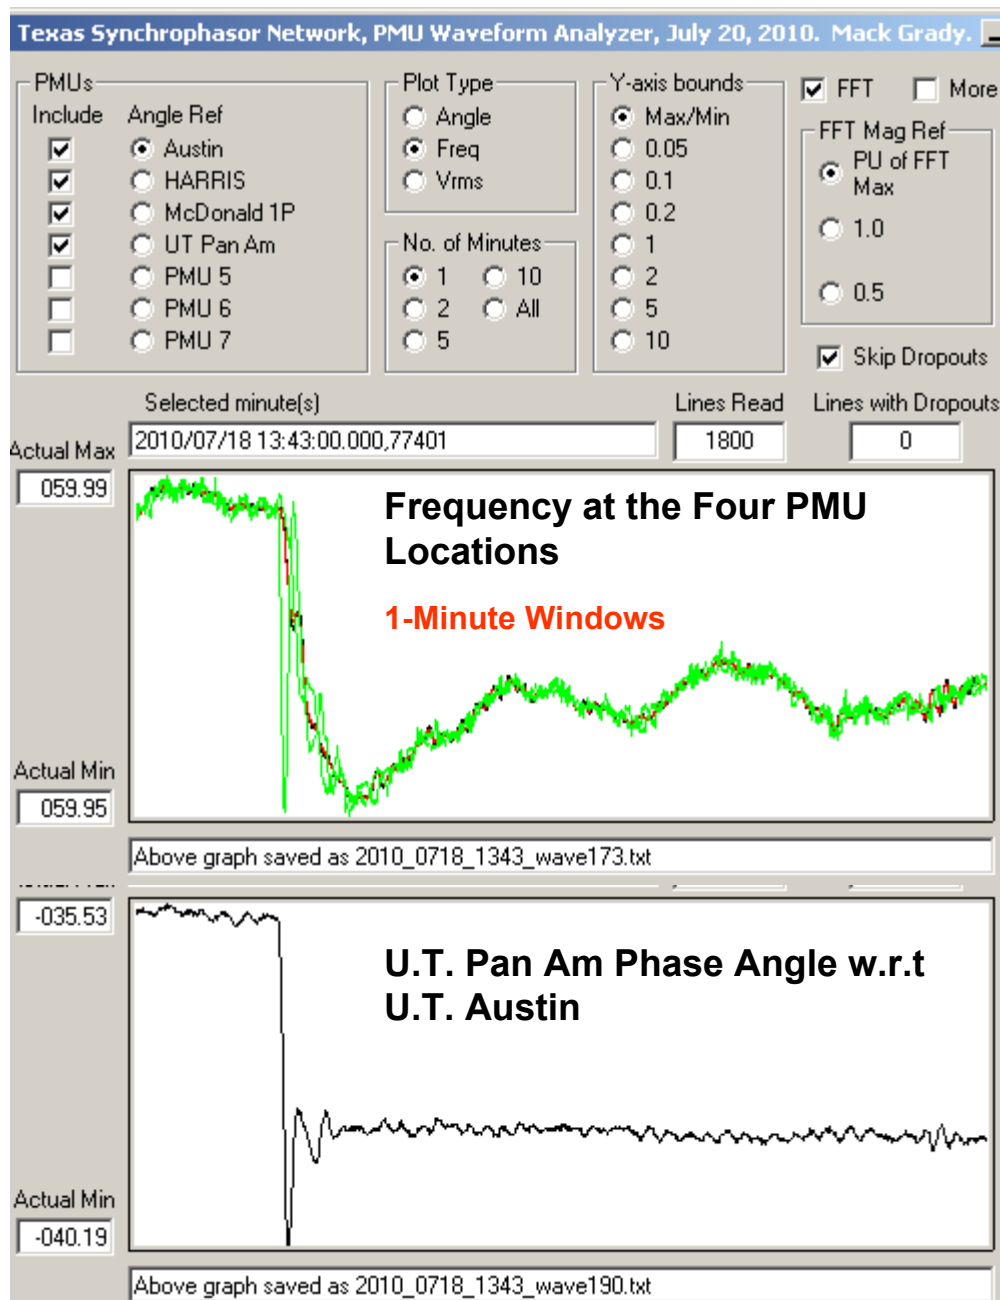 Texas Synchrophasor Network, PMU Waveform Analyzer, July 20, 2010. Mack Grady.
PMUs
Include Angle Ref
Austin
HARRIS
McDonald 1P
UT Pan Am
PMU 5
PMU 6
PMU 7
Plot Type
Angle
Freq
Vrms
No. of Minutes
1 10
2 All
5
Y-axis bounds
Max/Min
0.05
0.1
0.2
1
2
5
10
FFT More
FFT Mag Ref
PU of FFT
Max
1.0
0.5
Skip Dropouts
Selected minute(s) Lines Read Lines with Dropouts
2010/07/18 13:43:00.000,77401 1800 0
Actual Max
059.99
Frequency at the Four PMU
Locations
1-Minute Windows
Actual Min
059.95
Above graph saved as 2010_0718_1343_wave173.txt
-035.53
U.T. Pan Am Phase Angle w.r.t
U.T. Austin
Actual Min
-040.19
Above graph saved as 2010_0718_1343_wave190.txt